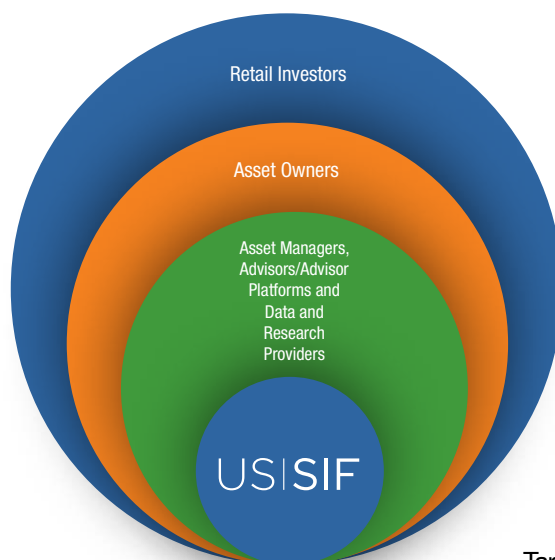 Retail Investors
Asset Owners
Asset Managers,
Advisors/Advisor
Platforms and
Data and
Research
Providers
US|SIF